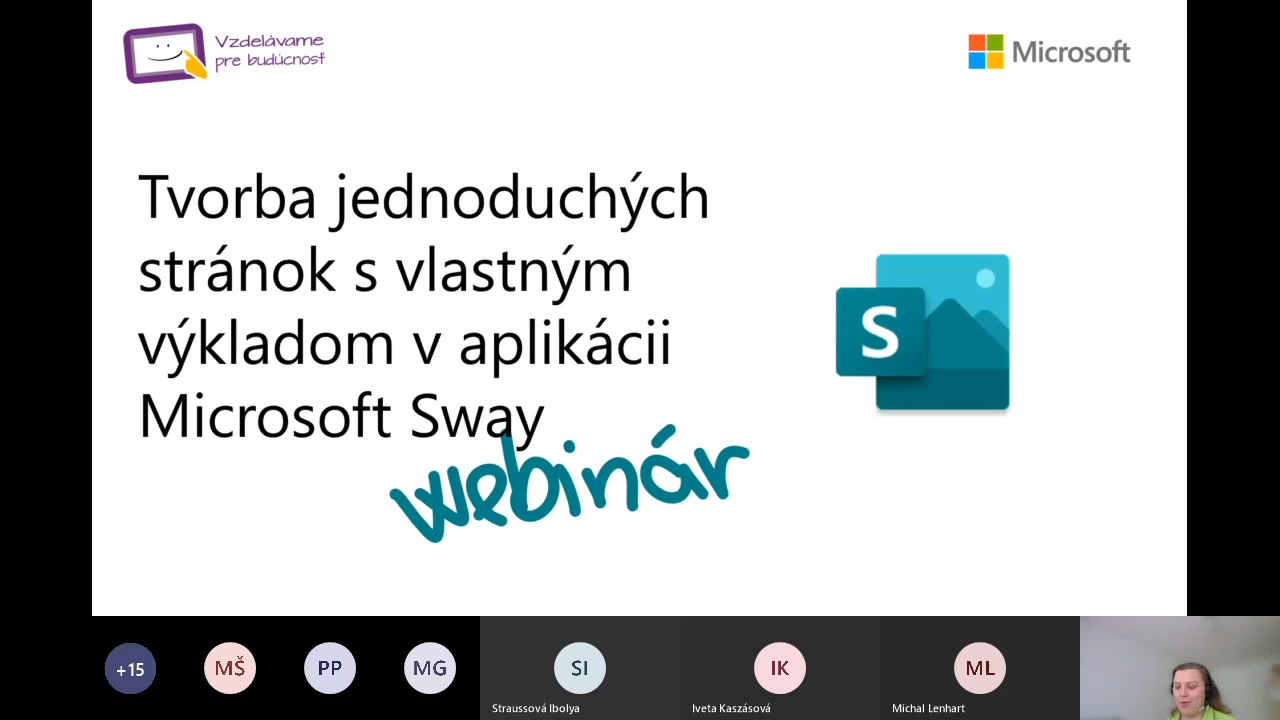 Vzdelávame
pre budúcnosť
Microsoft
Tvorba jednoduchých
stránok s vlastným
výkladom v aplikácii
Microsoft Sway
webinár
S
+15
MŠ
PP
MG
SI
IK
ML
Straussová Ibolya
Iveta Kaszásová
Michal Lenhart